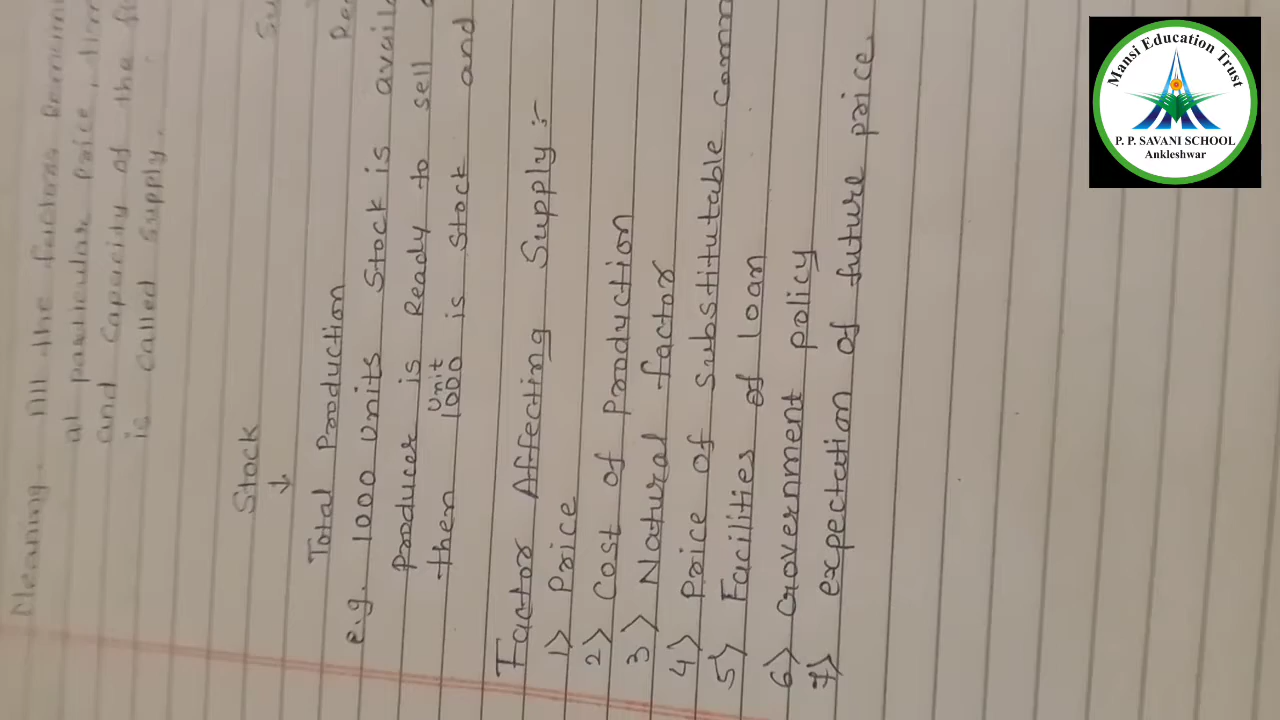 Meaning - All the factors Remain
at particular price, tim
and Capacity of the
is called supply.
Stock
↓
Total Production
e.g. 1000 Units Stock is avail
Producer is Ready to sell
then 1000 Unit is Stock and
Factor Affecting Supply :-
1) Price
2) Cost of Production
3) Natural factor
4) Price of substitutable comm
5) Facilities of loan
6) Government policy
7) expectation of future price.
Mansi Education Trust
P. P. SAVANI SCHOOL
Ankleshwar